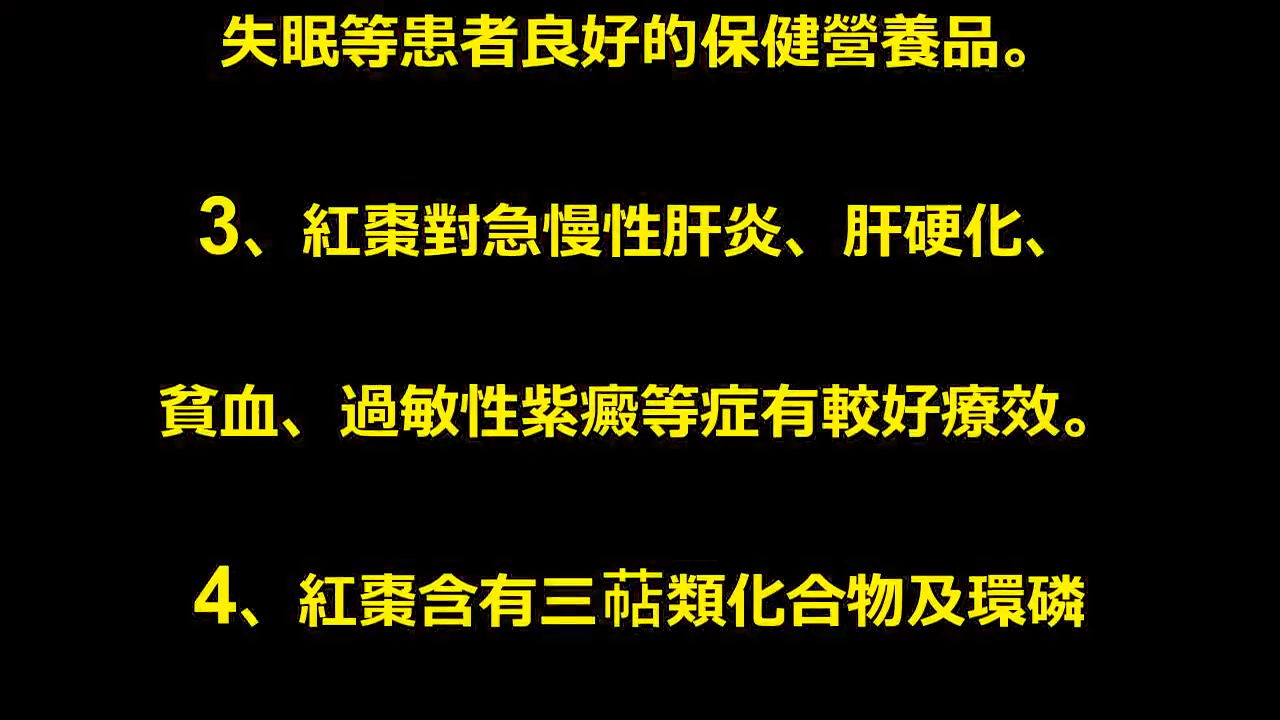 失眠等患者良好的保健營養品。
3、紅棗對急慢性肝炎、肝硬化、
貧血、過敏性紫癜等症有較好療效。
4、紅棗含有三萜類化合物及環磷